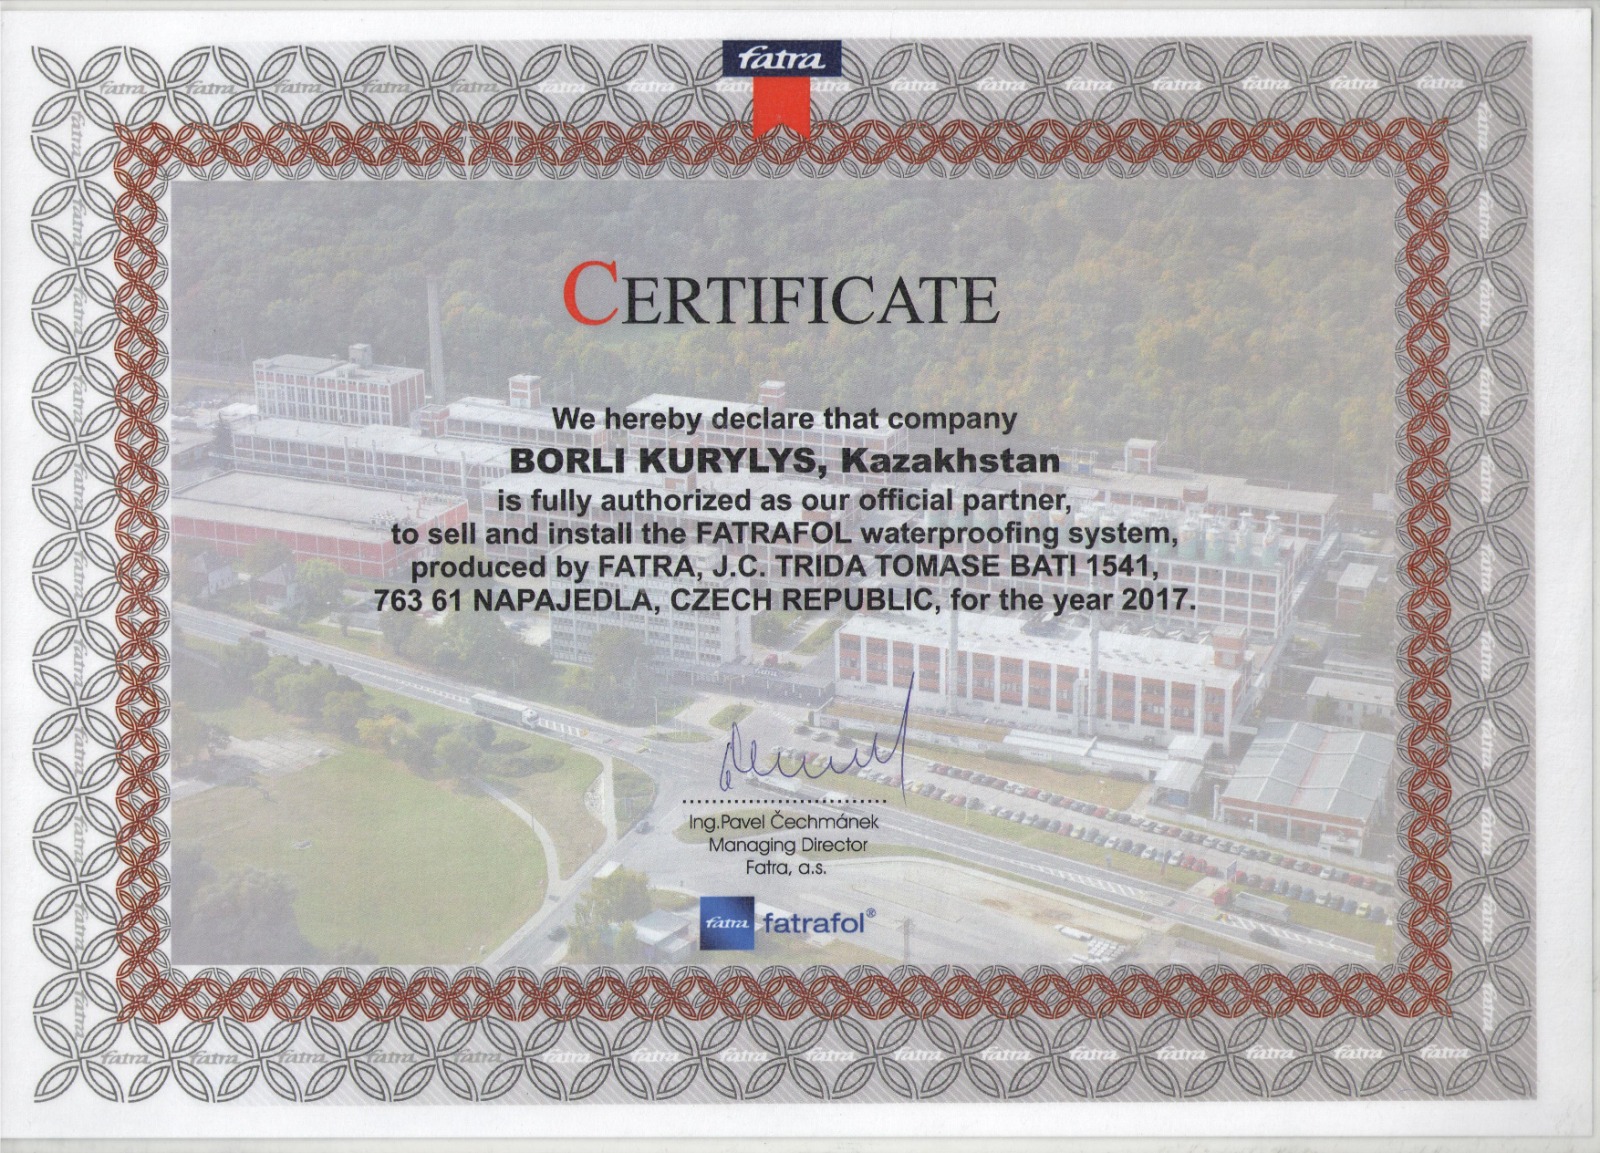 fatra
CERTIFICATE
We hereby declare that company
BORLI KURYLYS, Kazakhstan
is fully authorized as our official partner,
to sell and install the FATRAFOL waterproofing system,
produced by FATRA, J.C. TRIDA TOMASE BATI 1541,
763 61 NAPAJEDLA, CZECH REPUBLIC, for the year 2017.
Ing.Pavel Čechmánek
Managing Director
Fatra, a.s.
fatra fatrafol®